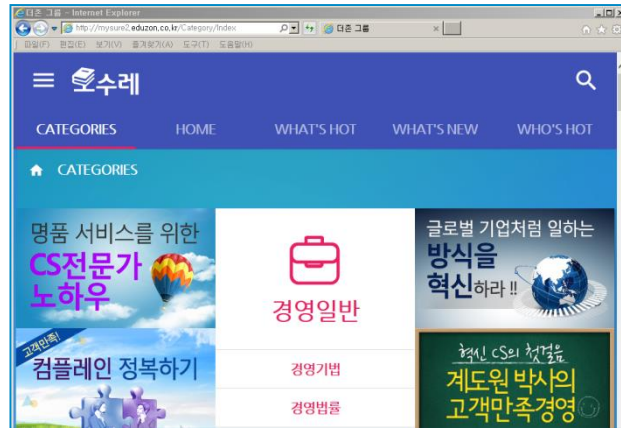 더존 그룹 - Internet Explorer
http://mysure2.eduzon.co.kr/Category/Index
더존 그룹
파일(F) 편집(E) 보기(V) 즐겨찾기(A) 도구(T) 도움말(H)
오수레
CATEGORIES HOME WHAT'S HOT WHAT'S NEW WHO'S HOT
CATEGORIES
명품 서비스를 위한
CS전문가
노하우
경영일반
글로벌 기업처럼 일하는
방식을
혁신하라 !!
고객만족!
컴플레인 정복하기
경영기법
경영법률
혁신 CS의 첫걸음
계도원 박사의
고객만족경영